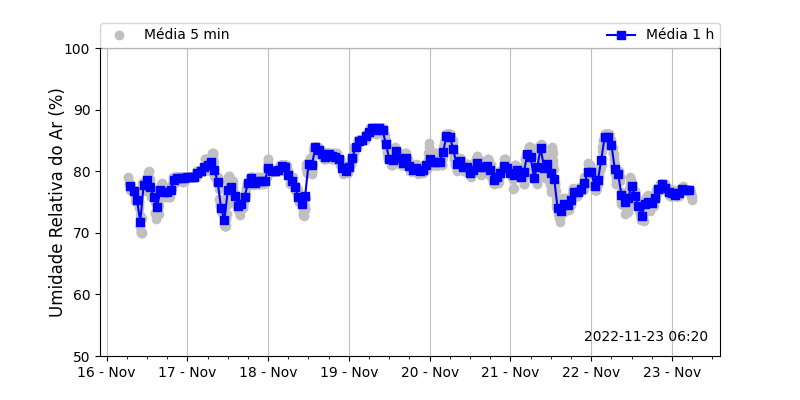 Média 5 min Média 1 h
100
90
80
70
60
50
Umidade Relativa do Ar (%)
2022-11-23 06:20
16 - Nov 17 - Nov 18 - Nov 19 - Nov 20 - Nov 21 - Nov 22 - Nov 23 - Nov